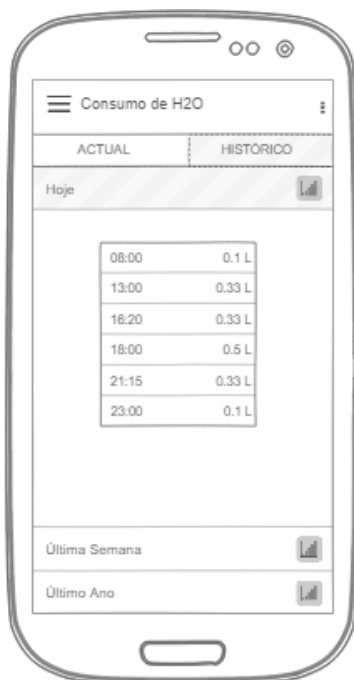 Consumo de H2O
ACTUAL HISTÓRICO
Hoje
08:00 0.1 L
13:00 0.33 L
16:20 0.33 L
18:00 0.5 L
21:15 0.33 L
23:00 0.1 L
Última Semana
Último Ano